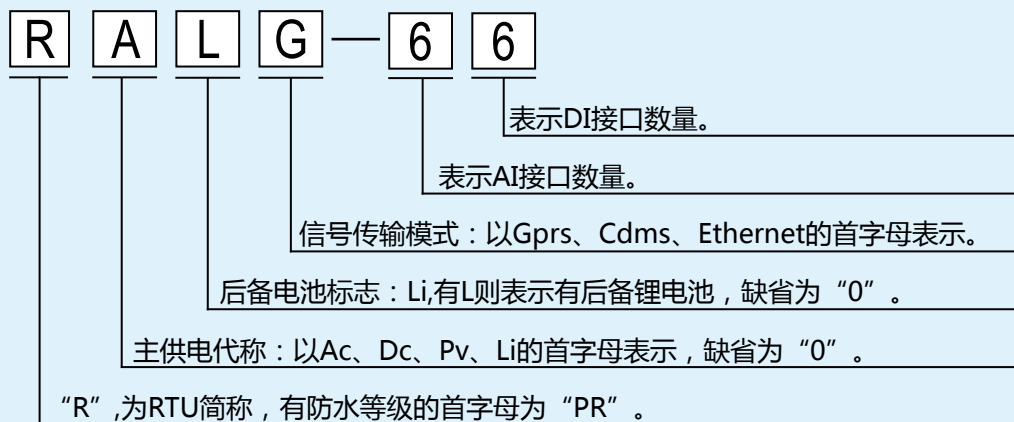 RALG—66
表示DI接口数量。
表示AI接口数量。
信号传输模式：以Gprs、Cdms、Ethernet的首字母表示。
后备电池标志：Li,有L则表示有后备锂电池，缺省为“0”。
主供电代称：以Ac、Dc、Pv、Li的首字母表示，缺省为“0”.
“R”,为RTU简称，有防水等级的首字母为“PR”。